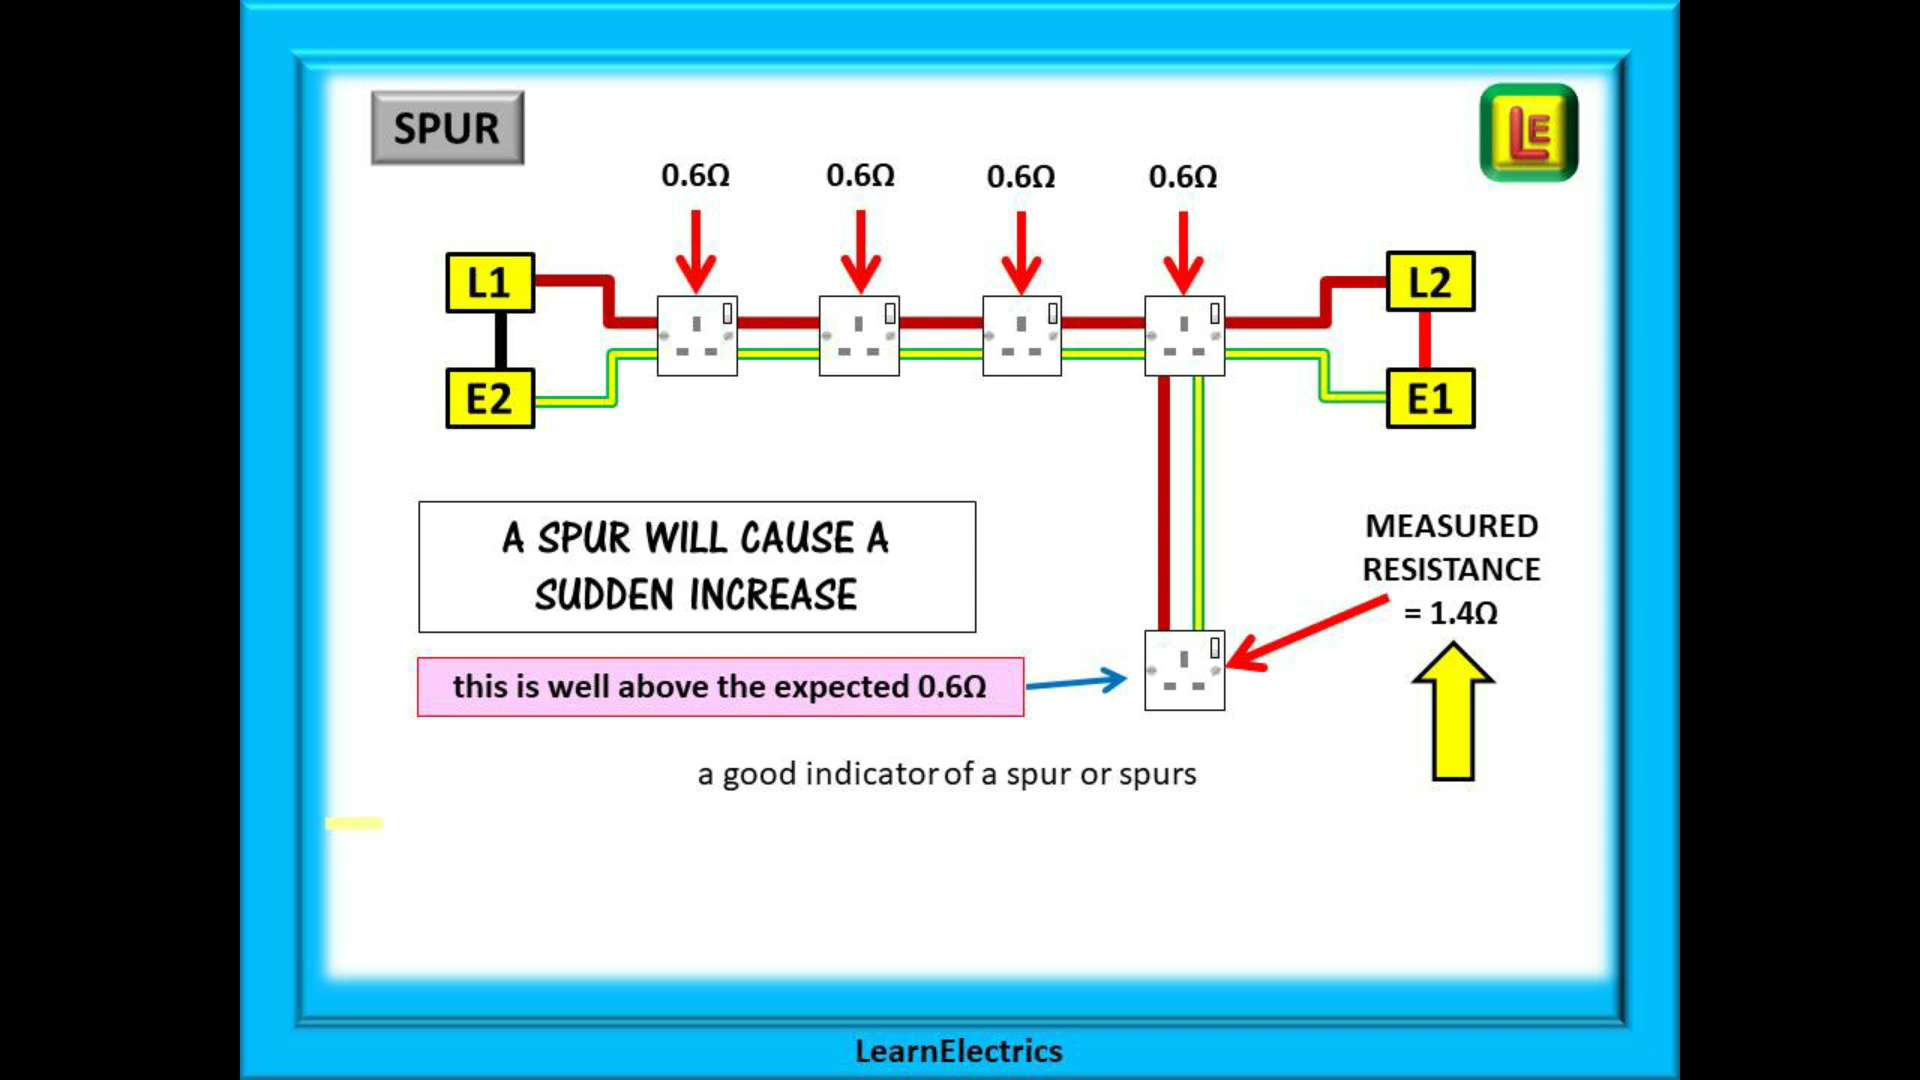 SPUR
LE
0.6Ω 0.6Ω 0.6Ω 0.6Ω
L1 L2
E2 E1
A SPUR WILL CAUSE A
SUDDEN INCREASE
MEASURED
RESISTANCE
= 1.4Ω
this is well above the expected 0.6Ω
a good indicator of a spur or spurs
LearnElectrics